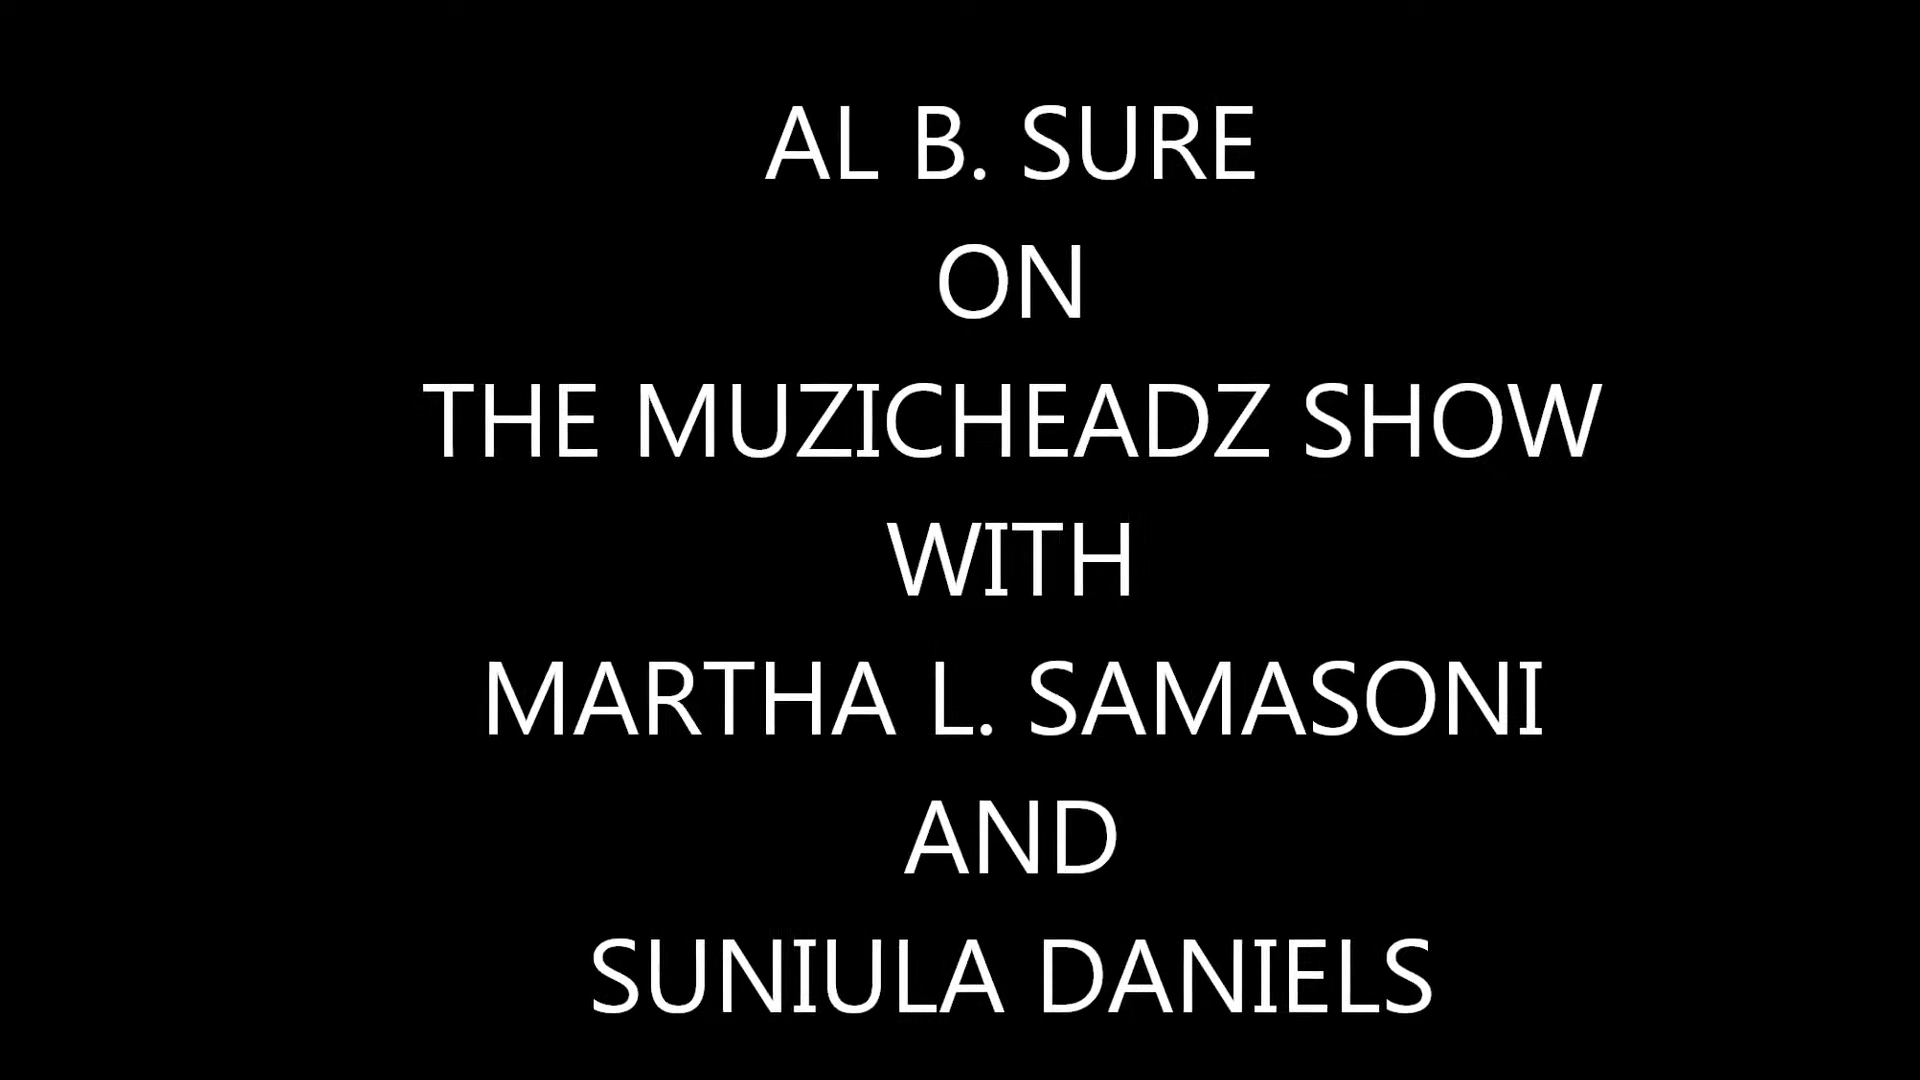 AL B. SURE
ON
THE MUZICHEADZ SHOW
WITH
MARTHA L. SAMASONI
AND
SUNIULA DANIELS